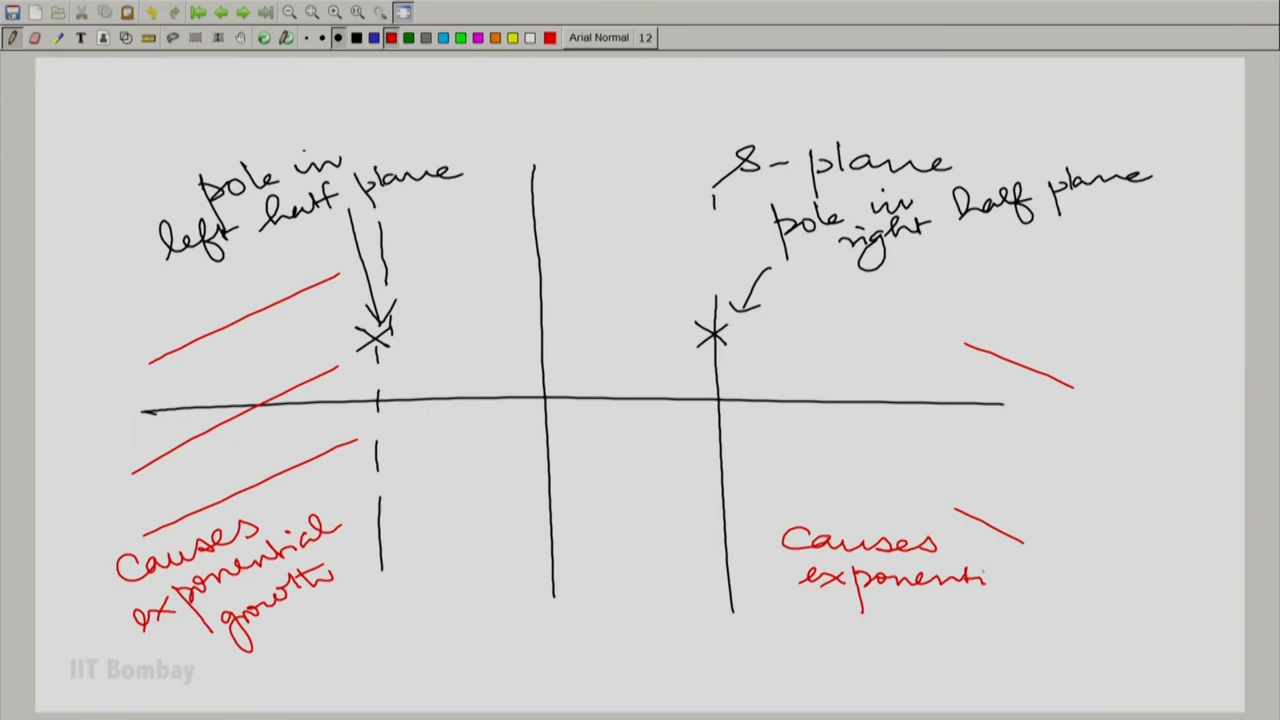 Arial Normal 12
pole in
left half plane
s-plane
pole in
right half plane
Causes
exponential
growth
Causes
exponenti
IIT Bombay